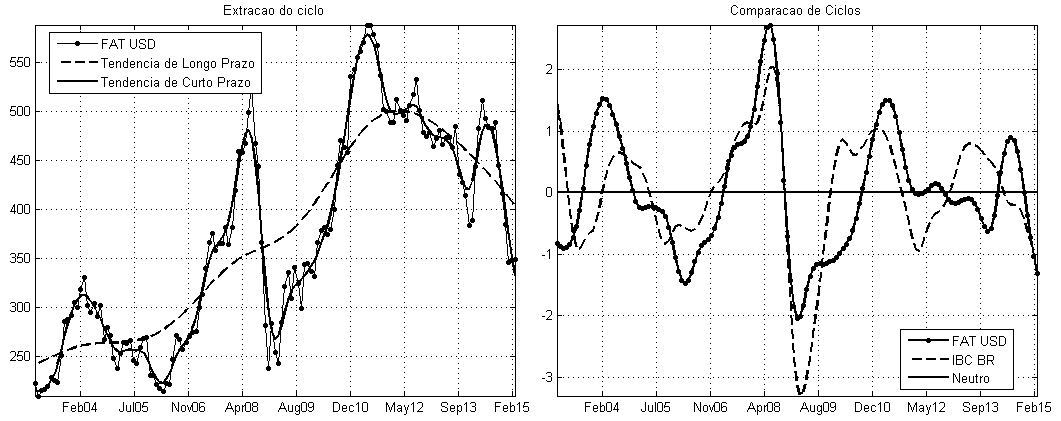 Extracao do ciclo
FAT USD
Tendencia de Longo Prazo
Tendencia de Curto Prazo
550
500
450
400
350
300
250
Feb04 Jul05 Nov06 Apr08 Aug09 Dec10 May12 Sep13 Feb15
Comparacao de Ciclos
2
1
0
-1
-2
-3
FAT USD
IBC BR
Neutro
Feb04 Jul05 Nov06 Apr08 Aug09 Dec10 May12 Sep13 Feb15